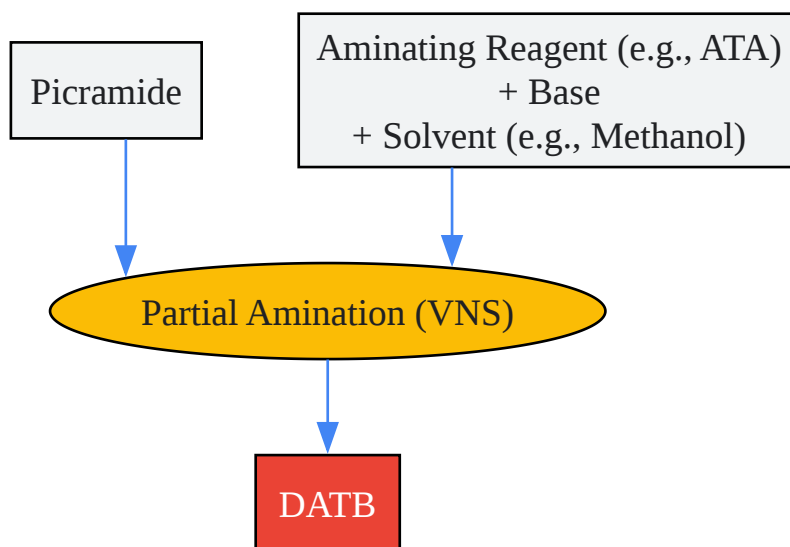 Picramide
Aminating Reagent (e.g., ATA)
+ Base
+ Solvent (e.g., Methanol)
Partial Amination (VNS)
DATB